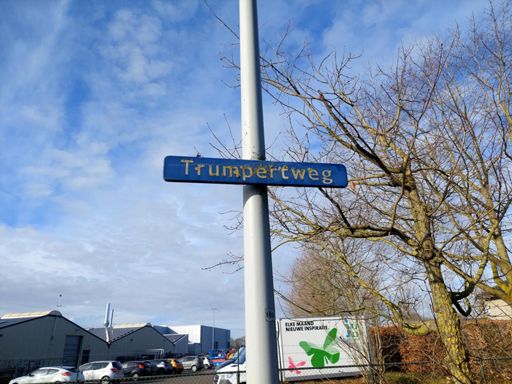 Trumpertweg
ELKE MAAND
NIEUWE INSPIRATIE